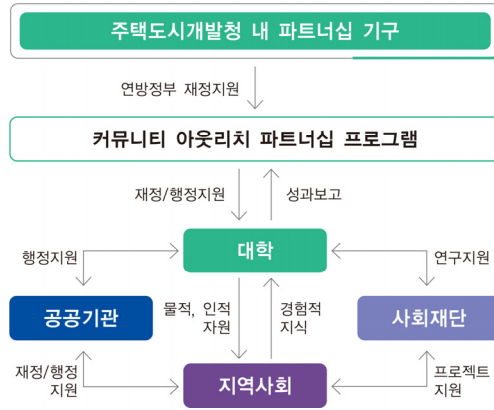 주택도시개발청 내 파트너십 기구
연방정부 재정지원
커뮤니티 아웃리치 파트너십 프로그램
재정/행정지원
성과보고
행정지원
대학
연구지원
공공기관
물적, 인적
자원
경험적
지식
사회재단
재정/행정
지원
지역사회
프로젝트
지원